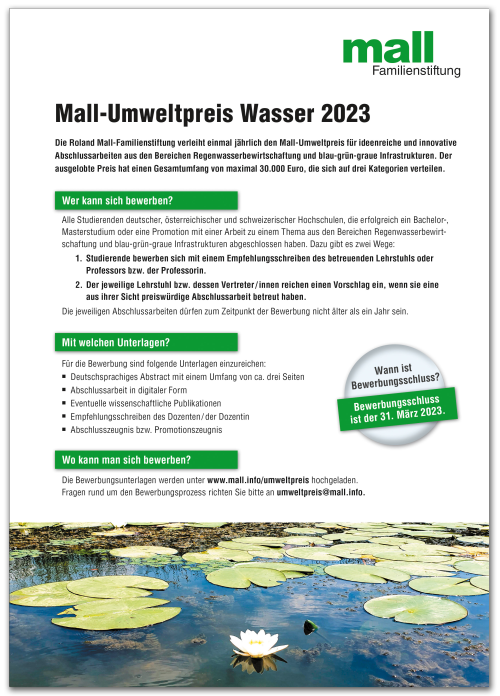 mall
Familienstiftung
Mall-Umweltpreis Wasser 2023
Die Roland Mall-Familienstiftung verleiht einmal jährlich den Mall-Umweltpreis für ideenreiche und innovative
Abschlussarbeiten aus den Bereichen Regenwasserbewirtschaftung und blau-grün-graue Infrastrukturen. Der
ausgelobte Preis hat einen Gesamtumfang von maximal 30.000 Euro, die sich auf drei Kategorien verteilen.
Wer kann sich bewerben?
Alle Studierenden deutscher, österreichischer und schweizerischer Hochschulen, die erfolgreich ein Bachelor-,
Masterstudium oder eine Promotion mit einer Arbeit zu einem Thema aus den Bereichen Regenwasserbewirt-
schaftung und blau-grün-graue Infrastrukturen abgeschlossen haben. Dazu gibt es zwei Wege:
1. Studierende bewerben sich mit einem Empfehlungsschreiben des betreuenden Lehrstuhls oder
Professors bzw. der Professorin.
2. Der jeweilige Lehrstuhl bzw. dessen Vertreter/innen reichen einen Vorschlag ein, wenn sie eine
aus ihrer Sicht preiswürdige Abschlussarbeit betreut haben.
Die jeweiligen Abschlussarbeiten dürfen zum Zeitpunkt der Bewerbung nicht älter als ein Jahr sein.
Mit welchen Unterlagen?
Für die Bewerbung sind folgende Unterlagen einzureichen:
▪ Deutschsprachiges Abstract mit einem Umfang von ca. drei Seiten
▪ Abschlussarbeit in digitaler Form
▪ Eventuelle wissenschaftliche Publikationen
▪ Empfehlungsschreiben des Dozenten/der Dozentin
▪ Abschlusszeugnis bzw. Promotionszeugnis
Wann ist
Bewerbungsschluss?
Bewerbungsschluss
ist der 31. März 2023.
Wo kann man sich bewerben?
Die Bewerbungsunterlagen werden unter www.mall.info/umweltpreis hochgeladen.
Fragen rund um den Bewerbungsprozess richten Sie bitte an umweltpreis@mall.info.